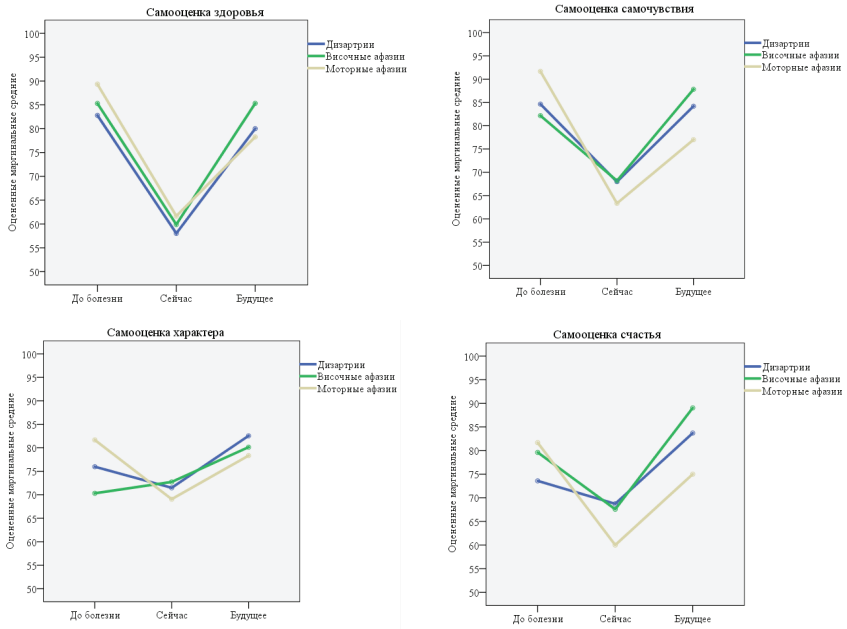 Самооценка здоровья
Оцененные маргинальные средние
100
95
90
85
80
75
70
65
60
55
50
До болезни
Сейчас
Будущее
Дизартрии
Височные афазии
Моторные афазии
Самооценка самочувствия
Оцененные маргинальные средние
100
95
90
85
80
75
70
65
60
55
50
До болезни
Сейчас
Будущее
Дизартрии
Височные афазии
Моторные афазии
Самооценка характера
Оцененные маргинальные средние
100
95
90
85
80
75
70
65
60
55
50
До болезни
Сейчас
Будущее
Дизартрии
Височные афазии
Моторные афазии
Самооценка счастья
Оцененные маргинальные средние
100
95
90
85
80
75
70
65
60
55
50
До болезни
Сейчас
Будущее
Дизартрии
Височные афазии
Моторные афазии